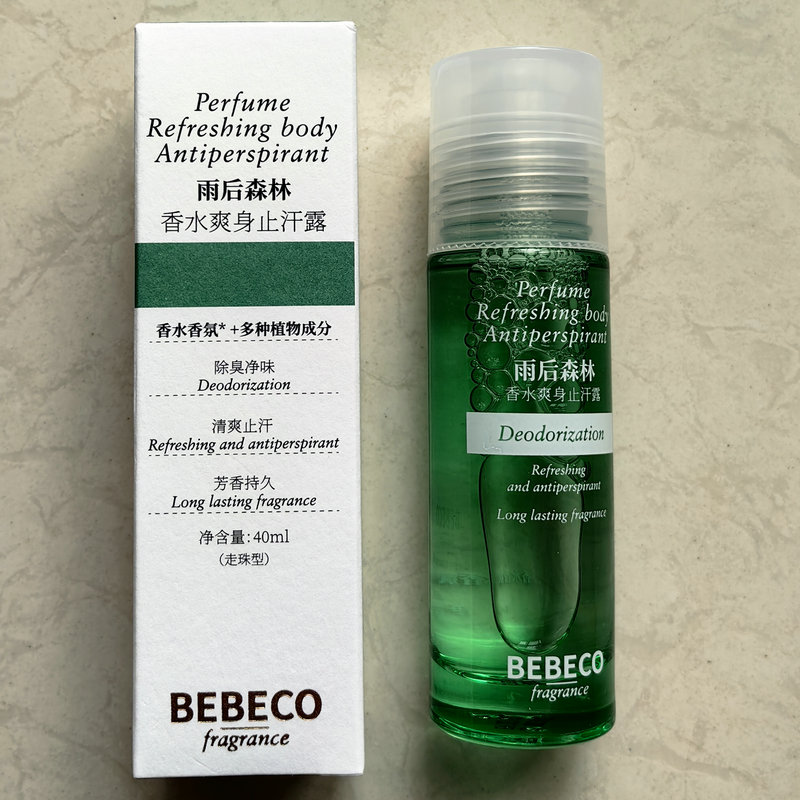 Perfume
Refreshing body
Antiperspirant
雨后森林
香水爽身止汗露
香水香氛* +多种植物成分
除臭净味
Deodorization
清爽止汗
Refreshing and antiperspirant
芳香持久
Long lasting fragrance
净含量:40ml
(走珠型)
BEBECO
fragrance
Perfume
Refreshing body
Antiperspirant
雨后森林
香水爽身止汗露
Deodorization
Refreshing
and antiperspirant
Long lasting fragrance
BEBECO
fragrance